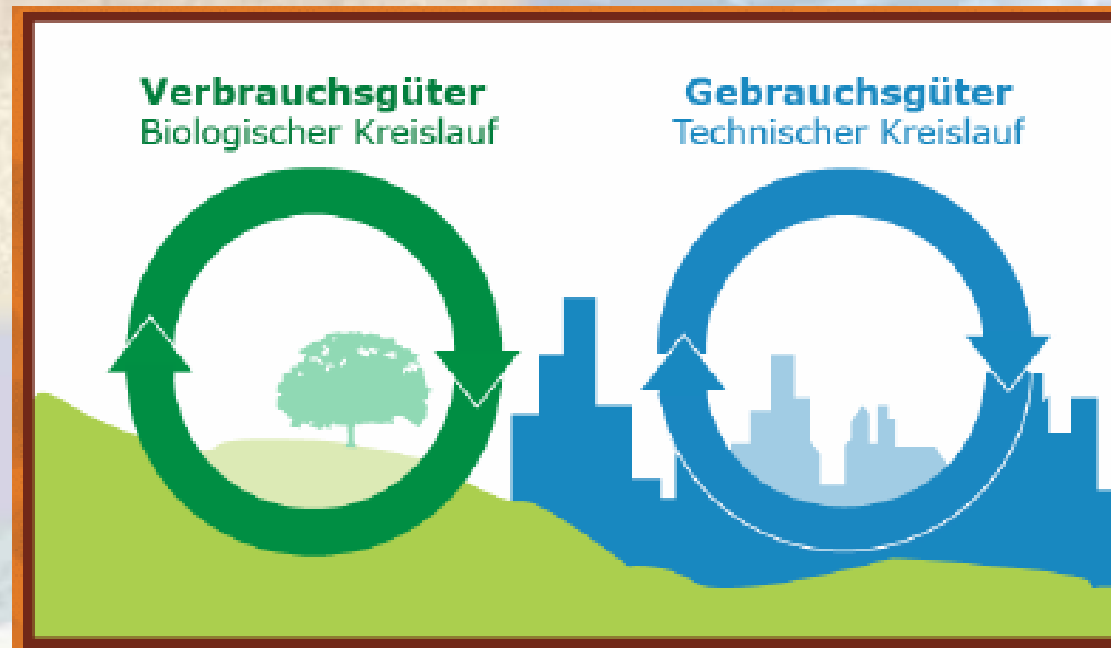 Verbrauchsgüter
Biologischer Kreislauf
Gebrauchsgüter
Technischer Kreislauf